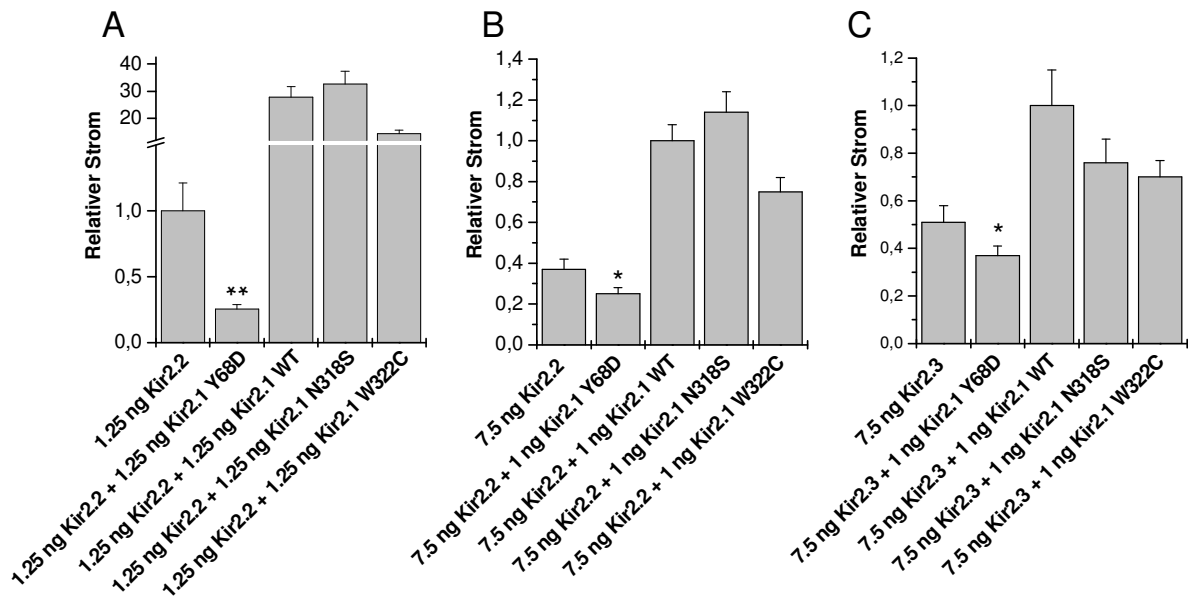 A
Relativer Strom
40
30
20
1,0
0,5
0,0
**
1.25 ng Kir2.2
1.25 ng Kir2.2 + 1.25 ng Kir2.1 Y68D
1.25 ng Kir2.2 + 1.25 ng Kir2.1 WT
1.25 ng Kir2.2 + 1.25 ng Kir2.1 N318S
1.25 ng Kir2.2 + 1.25 ng Kir2.1 W322C
B
Relativer Strom
1,4
1,2
1,0
0,8
0,6
0,4
0,2
0,0
*
7.5 ng Kir2.2
7.5 ng Kir2.2 + 1 ng Kir2.1 Y68D
7.5 ng Kir2.2 + 1 ng Kir2.1 WT
7.5 ng Kir2.2 + 1 ng Kir2.1 N318S
7.5 ng Kir2.2 + 1 ng Kir2.1 W322C
C
Relativer Strom
1,2
1,0
0,8
0,6
0,4
0,2
0,0
*
7.5 ng Kir2.3
7.5 ng Kir2.3 + 1 ng Kir2.1 Y68D
7.5 ng Kir2.3 + 1 ng Kir2.1 WT
7.5 ng Kir2.3 + 1 ng Kir2.1 N318S
7.5 ng Kir2.3 + 1 ng Kir2.1 W322C